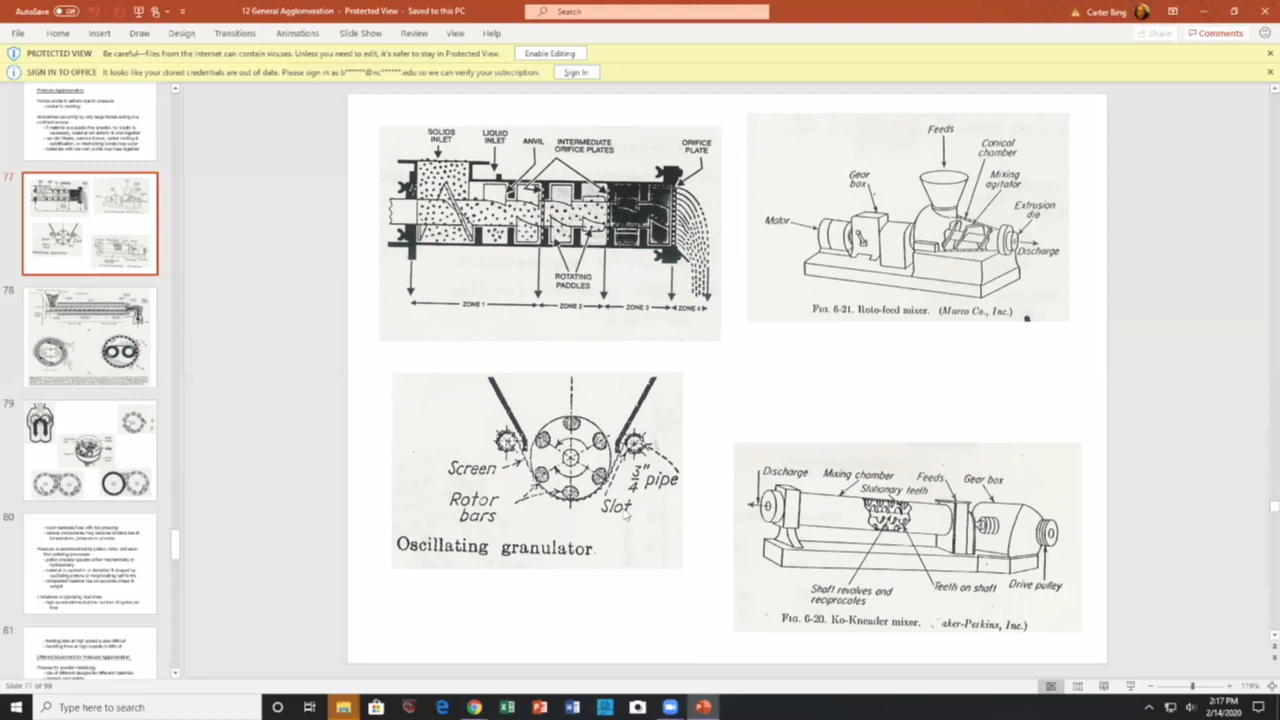 AutoSave Off
12 General Agglomeration - Protected View - Saved to this PC
Search
Carter Bing
File Home Insert Draw Design Transitions Animations Slide Show Review View Help
Share Comments
PROTECTED VIEW Be careful—files from the Internet can contain viruses. Unless you need to edit, it's safer to stay in Protected View. Enable Editing
SIGN IN TO OFFICE It looks like your stored credentials are out of date. Please sign in as b******@nc******.edu so we can verify your subscription. Sign In
Pressure Agglomeration
77
78
79
80
81
SOLIDS
INLET
LIQUID
INLET
ANVIL
INTERMEDIATE
ORIFICE PLATES
ORIFICE
PLATE
ROTATING
PADDLES
ZONE 1 ZONE 2 ZONE 3 ZONE 4
Feeds
Conical
chamber
Gear
box
Mixing
agitator
Extrusion
die
Motor
Discharge
FIG. 6-21. Roto-feed mixer. (Marco Co., Inc.)
Screen
Rotor
bars
3/4" pipe
Slot
Oscillating granulator.
Discharge Mixing chamber Feeds Gear box
Stationary teeth
Shaft revolves and
reciprocates
Teeth on shaft
Drive pulley
FIG. 6-20. Ko-Kneader mixer. aker-Perkins, Inc.)
Slide 77 of 99
119%
Type here to search
2:17 PM
2/14/2020